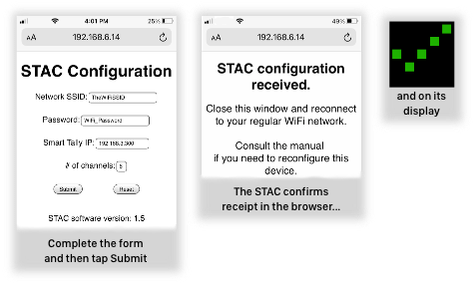 4:01 PM
25%
AA
192.168.6.14
STAC Configuration
Network SSID: TheWiFiSSID
Password: WiFi_Password
Smart Tally IP: 192.168.2.300
# of channels: 6
Submit Reset
STAC software version: 1.5
Complete the form
and then tap Submit
49%
AA
192.168.6.14
STAC configuration
received.
Close this window and reconnect
to your regular WiFi network.
Consult the manual
if you need to reconfigure this
device.
The STAC confirms
receipt in the browser...
and on its
display